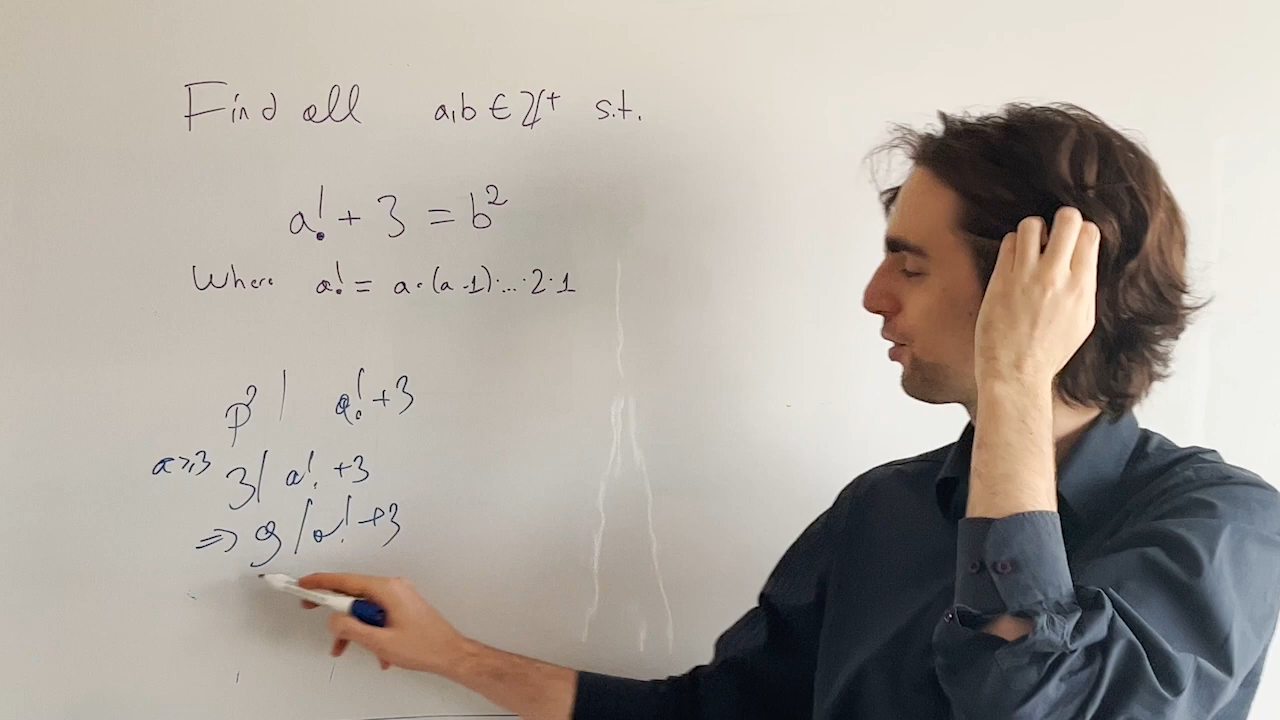 Find all a,b ∈ ℤ⁺ s.t.
a! + 3 = b²
Where a! = a·(a-1)·...·2·1
p² | a! + 3
a≥3 3 | a! + 3
⇒ 9 | a! + 3